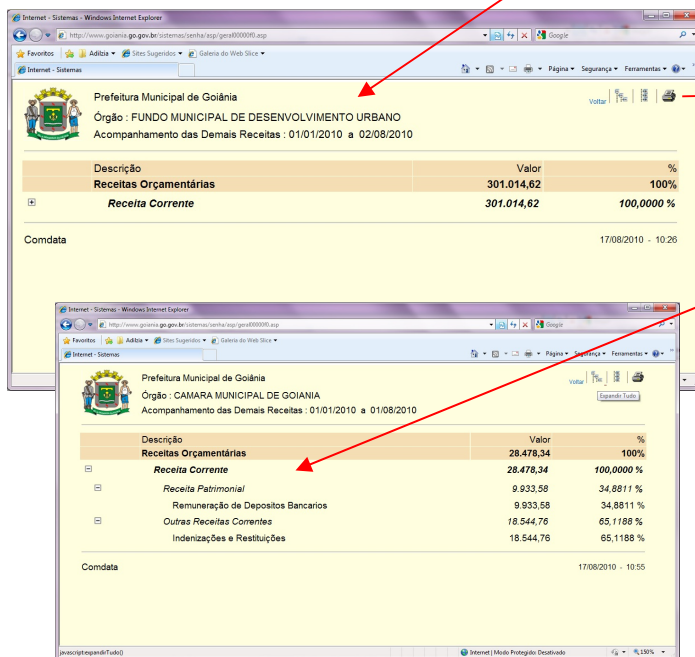 Internet - Sistemas - Windows Internet Explorer
http://www.goiania.go.gov.br/sistemas/senha/asp/geral00000f0.asp
Google
Favoritos Adilzia Sites Sugeridos Galeria do Web Slice
Internet - Sistemas
Página Segurança Ferramentas
Prefeitura Municipal de Goiânia
Voltar
Órgão : FUNDO MUNICIPAL DE DESENVOLVIMENTO URBANO
Acompanhamento das Demais Receitas : 01/01/2010 a 02/08/2010
Descrição Valor %
Receitas Orçamentárias 301.014,62 100%
Receita Corrente 301.014,62 100,0000 %
Comdata 17/08/2010 - 10:26
Internet - Sistemas - Windows Internet Explorer
http://www.goiania.go.gov.br/sistemas/senha/asp/geral00000f0.asp
Google
Favoritos Adilzia Sites Sugeridos Galeria do Web Slice
Internet - Sistemas
Página Segurança Ferramentas
Prefeitura Municipal de Goiânia
Voltar
Órgão : CAMARA MUNICIPAL DE GOIANIA
Expandir Tudo
Acompanhamento das Demais Receitas : 01/01/2010 a 01/08/2010
Descrição Valor %
Receitas Orçamentárias 28.478,34 100%
Receita Corrente 28.478,34 100,0000 %
Receita Patrimonial 9.933,58 34,8811 %
Remuneração de Depositos Bancarios 9.933,58 34,8811 %
Outras Receitas Correntes 18.544,76 65,1188 %
Indenizações e Restituições 18.544,76 65,1188 %
Comdata 17/08/2010 - 10:55
javascript:expandirTudo() Internet | Modo Protegido: Desativado 150%